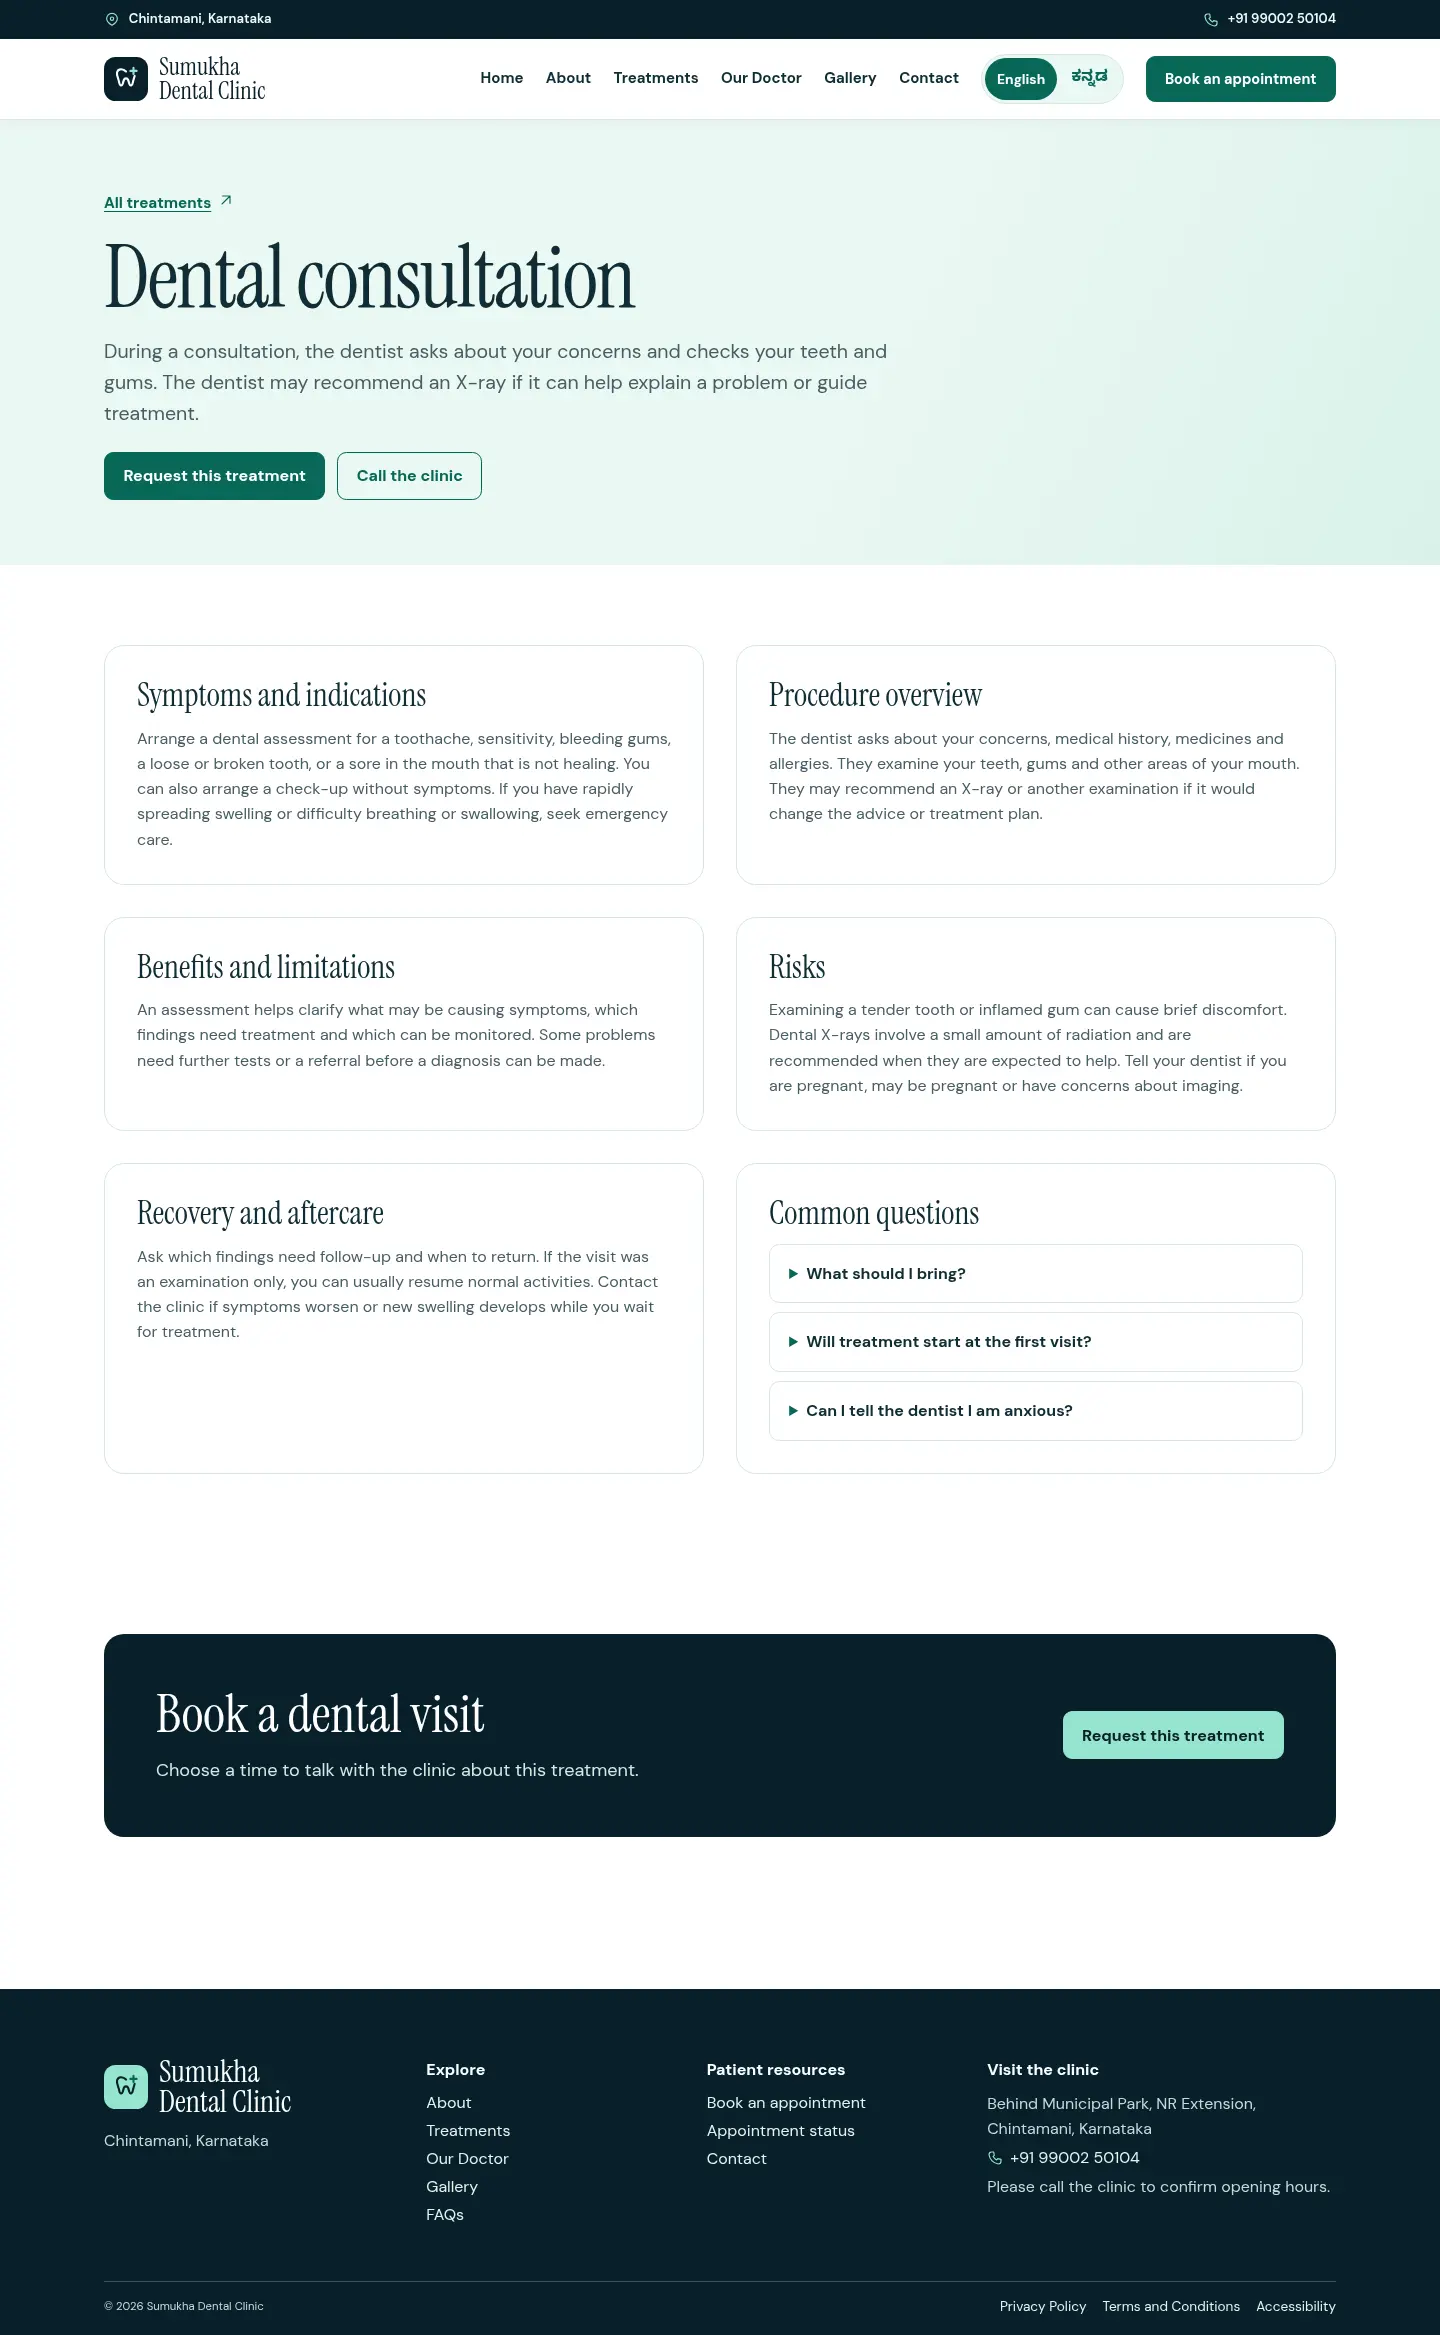 Chintamani, Karnataka
+91 99002 50104
Sumukha
Dental Clinic
Home About Treatments Our Doctor Gallery Contact English ಕನ್ನಡ Book an appointment
All treatments
Dental consultation
During a consultation, the dentist asks about your concerns and checks your teeth and
gums. The dentist may recommend an X-ray if it can help explain a problem or guide
treatment.
Request this treatment Call the clinic
Symptoms and indications
Arrange a dental assessment for a toothache, sensitivity, bleeding gums,
a loose or broken tooth, or a sore in the mouth that is not healing. You
can also arrange a check-up without symptoms. If you have rapidly
spreading swelling or difficulty breathing or swallowing, seek emergency
care.
Procedure overview
The dentist asks about your concerns, medical history, medicines and
allergies. They examine your teeth, gums and other areas of your mouth.
They may recommend an X-ray or another examination if it would
change the advice or treatment plan.
Benefits and limitations
An assessment helps clarify what may be causing symptoms, which
findings need treatment and which can be monitored. Some problems
need further tests or a referral before a diagnosis can be made.
Risks
Examining a tender tooth or inflamed gum can cause brief discomfort.
Dental X-rays involve a small amount of radiation and are
recommended when they are expected to help. Tell your dentist if you
are pregnant, may be pregnant or have concerns about imaging.
Recovery and aftercare
Ask which findings need follow-up and when to return. If the visit was
an examination only, you can usually resume normal activities. Contact
the clinic if symptoms worsen or new swelling develops while you wait
for treatment.
Common questions
What should I bring?
Will treatment start at the first visit?
Can I tell the dentist I am anxious?
Book a dental visit
Choose a time to talk with the clinic about this treatment.
Request this treatment
Sumukha
Dental Clinic
Chintamani, Karnataka
Explore
About
Treatments
Our Doctor
Gallery
FAQs
Patient resources
Book an appointment
Appointment status
Contact
Visit the clinic
Behind Municipal Park, NR Extension,
Chintamani, Karnataka
+91 99002 50104
Please call the clinic to confirm opening hours.
© 2026 Sumukha Dental Clinic
Privacy Policy Terms and Conditions Accessibility